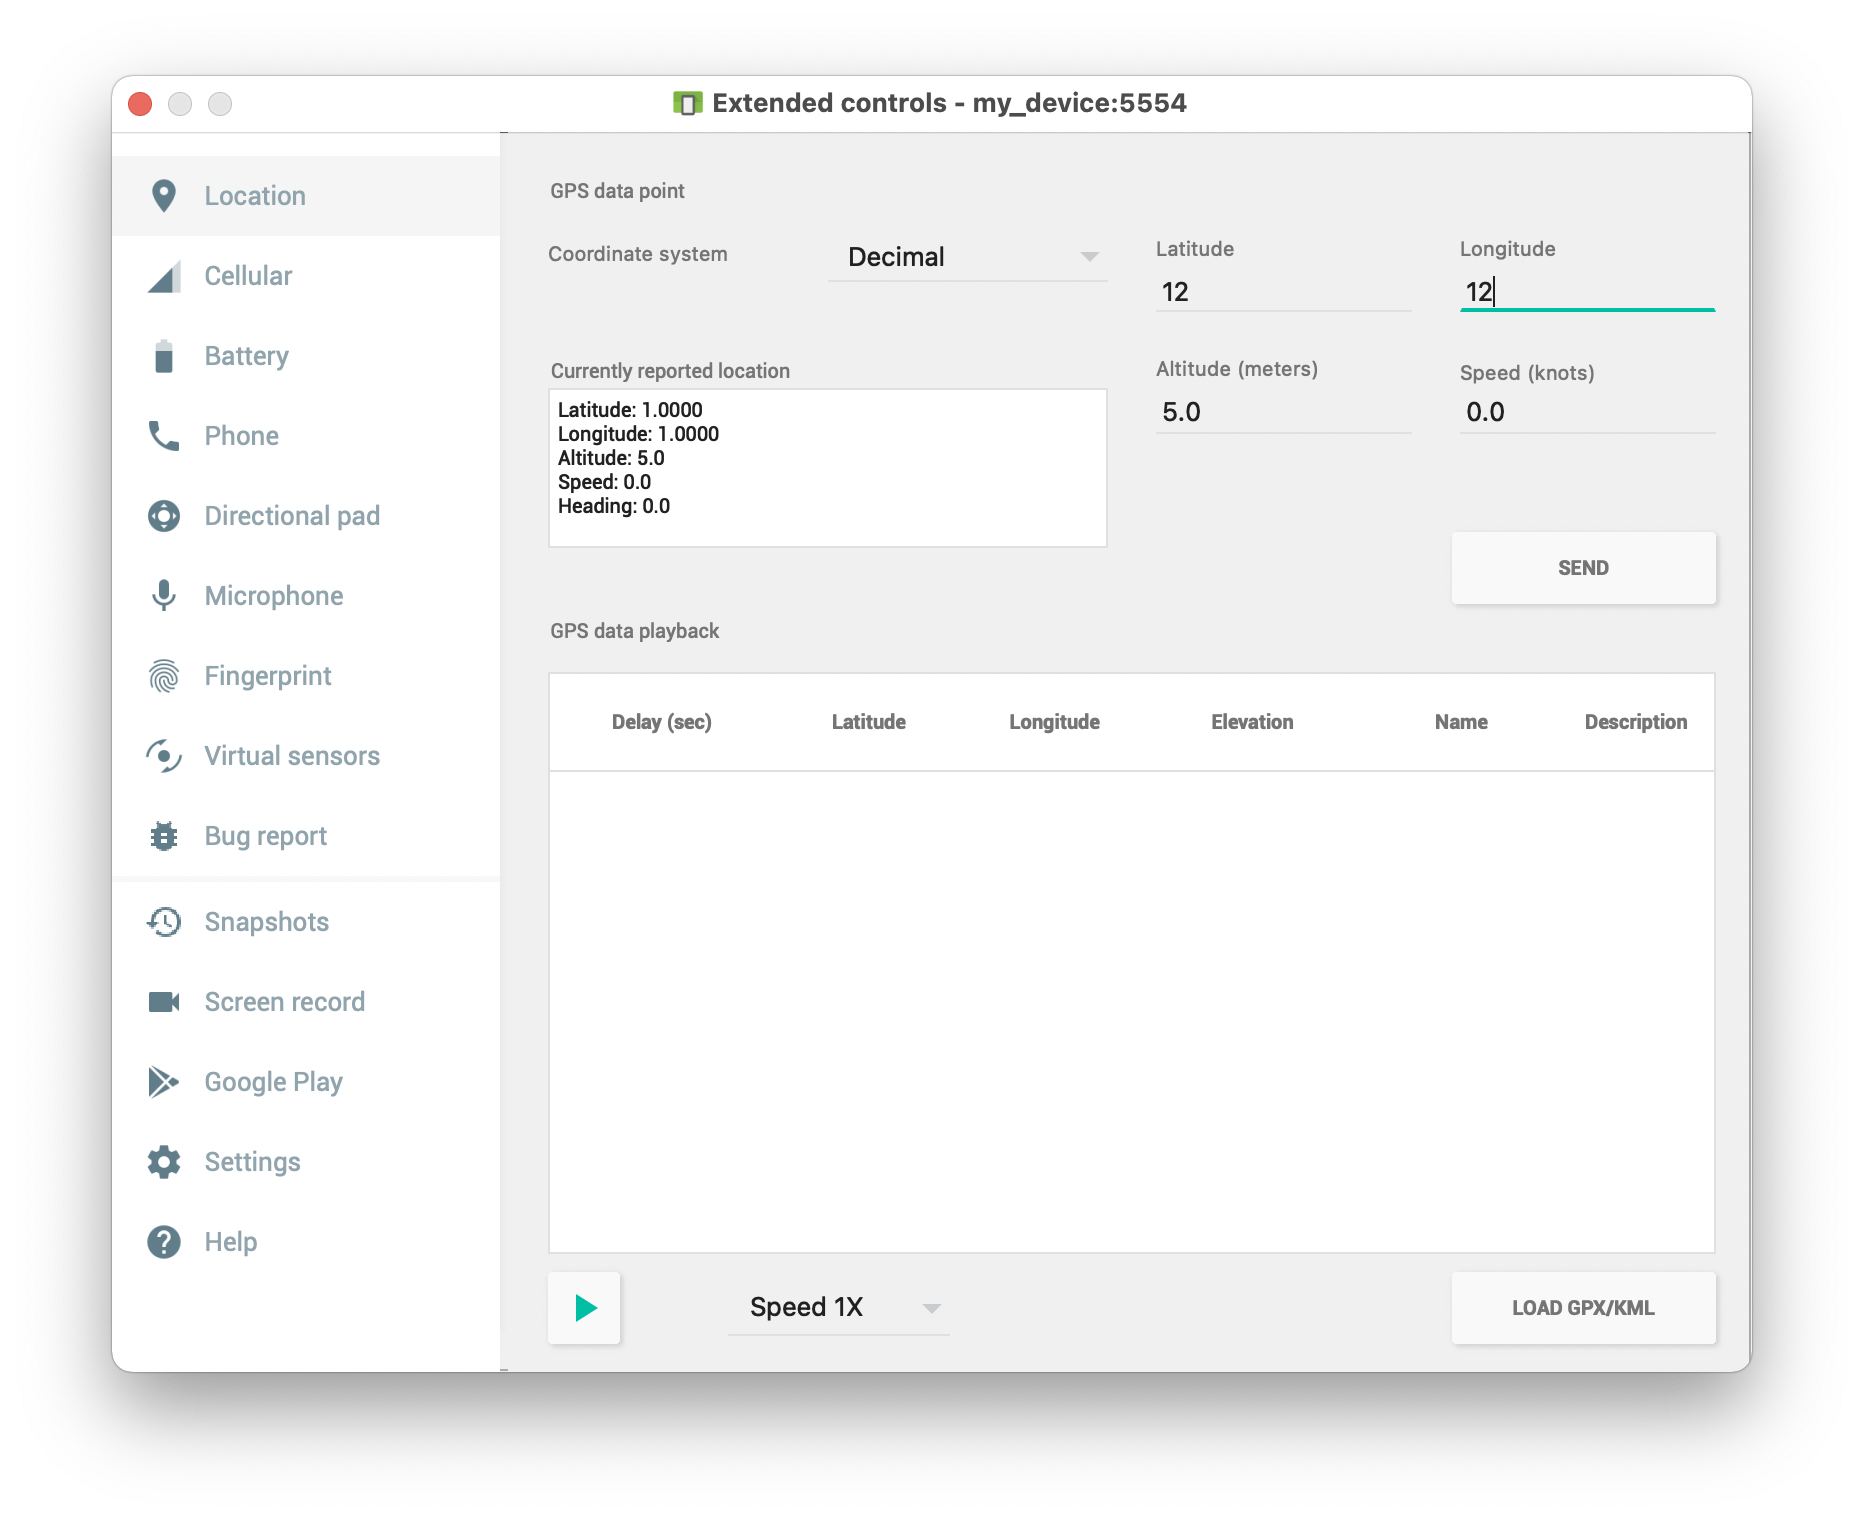 Extended controls - my_device:5554
Location
Cellular
Battery
Phone
Directional pad
Microphone
Fingerprint
Virtual sensors
Bug report
Snapshots
Screen record
Google Play
Settings
Help
GPS data point
Coordinate system
Decimal
Latitude
12
Longitude
12
Currently reported location
Latitude: 1.0000
Longitude: 1.0000
Altitude: 5.0
Speed: 0.0
Heading: 0.0
Altitude (meters)
5.0
Speed (knots)
0.0
SEND
GPS data playback
Delay (sec) Latitude Longitude Elevation Name Description
Speed 1X
LOAD GPX/KML